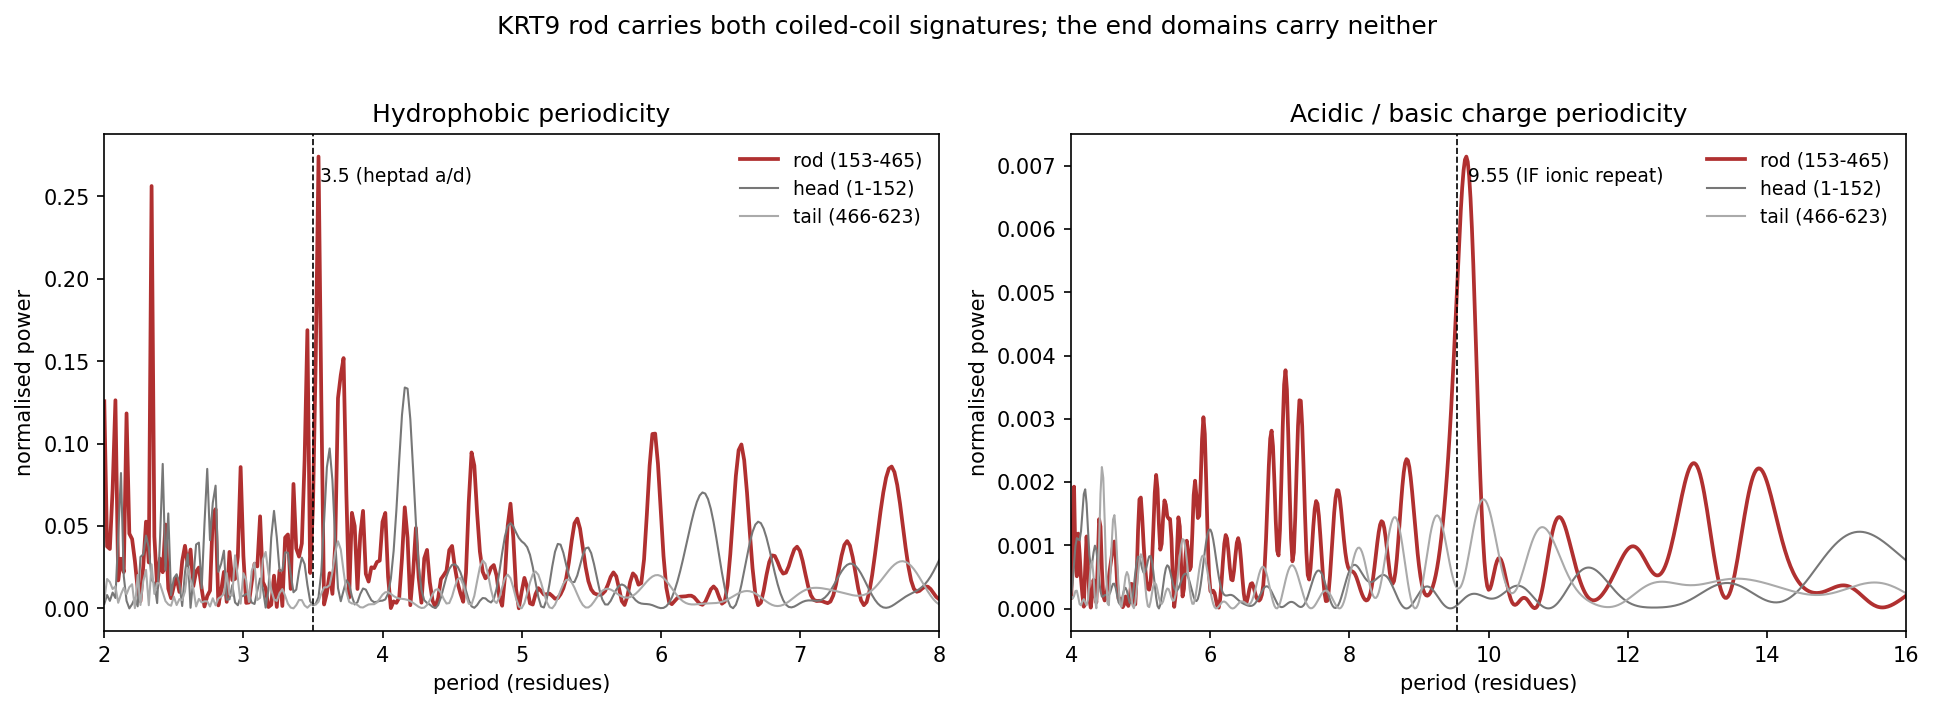 KRT9 rod carries both coiled-coil signatures; the end domains carry neither
Hydrophobic periodicity
normalised power
0.25
0.20
0.15
0.10
0.05
0.00
3.5 (heptad a/d)
rod (153-465)
head (1-152)
tail (466-623)
2 3 4 5 6 7 8
period (residues)
Acidic / basic charge periodicity
normalised power
0.007
0.006
0.005
0.004
0.003
0.002
0.001
0.000
9.55 (IF ionic repeat)
rod (153-465)
head (1-152)
tail (466-623)
4 6 8 10 12 14 16
period (residues)